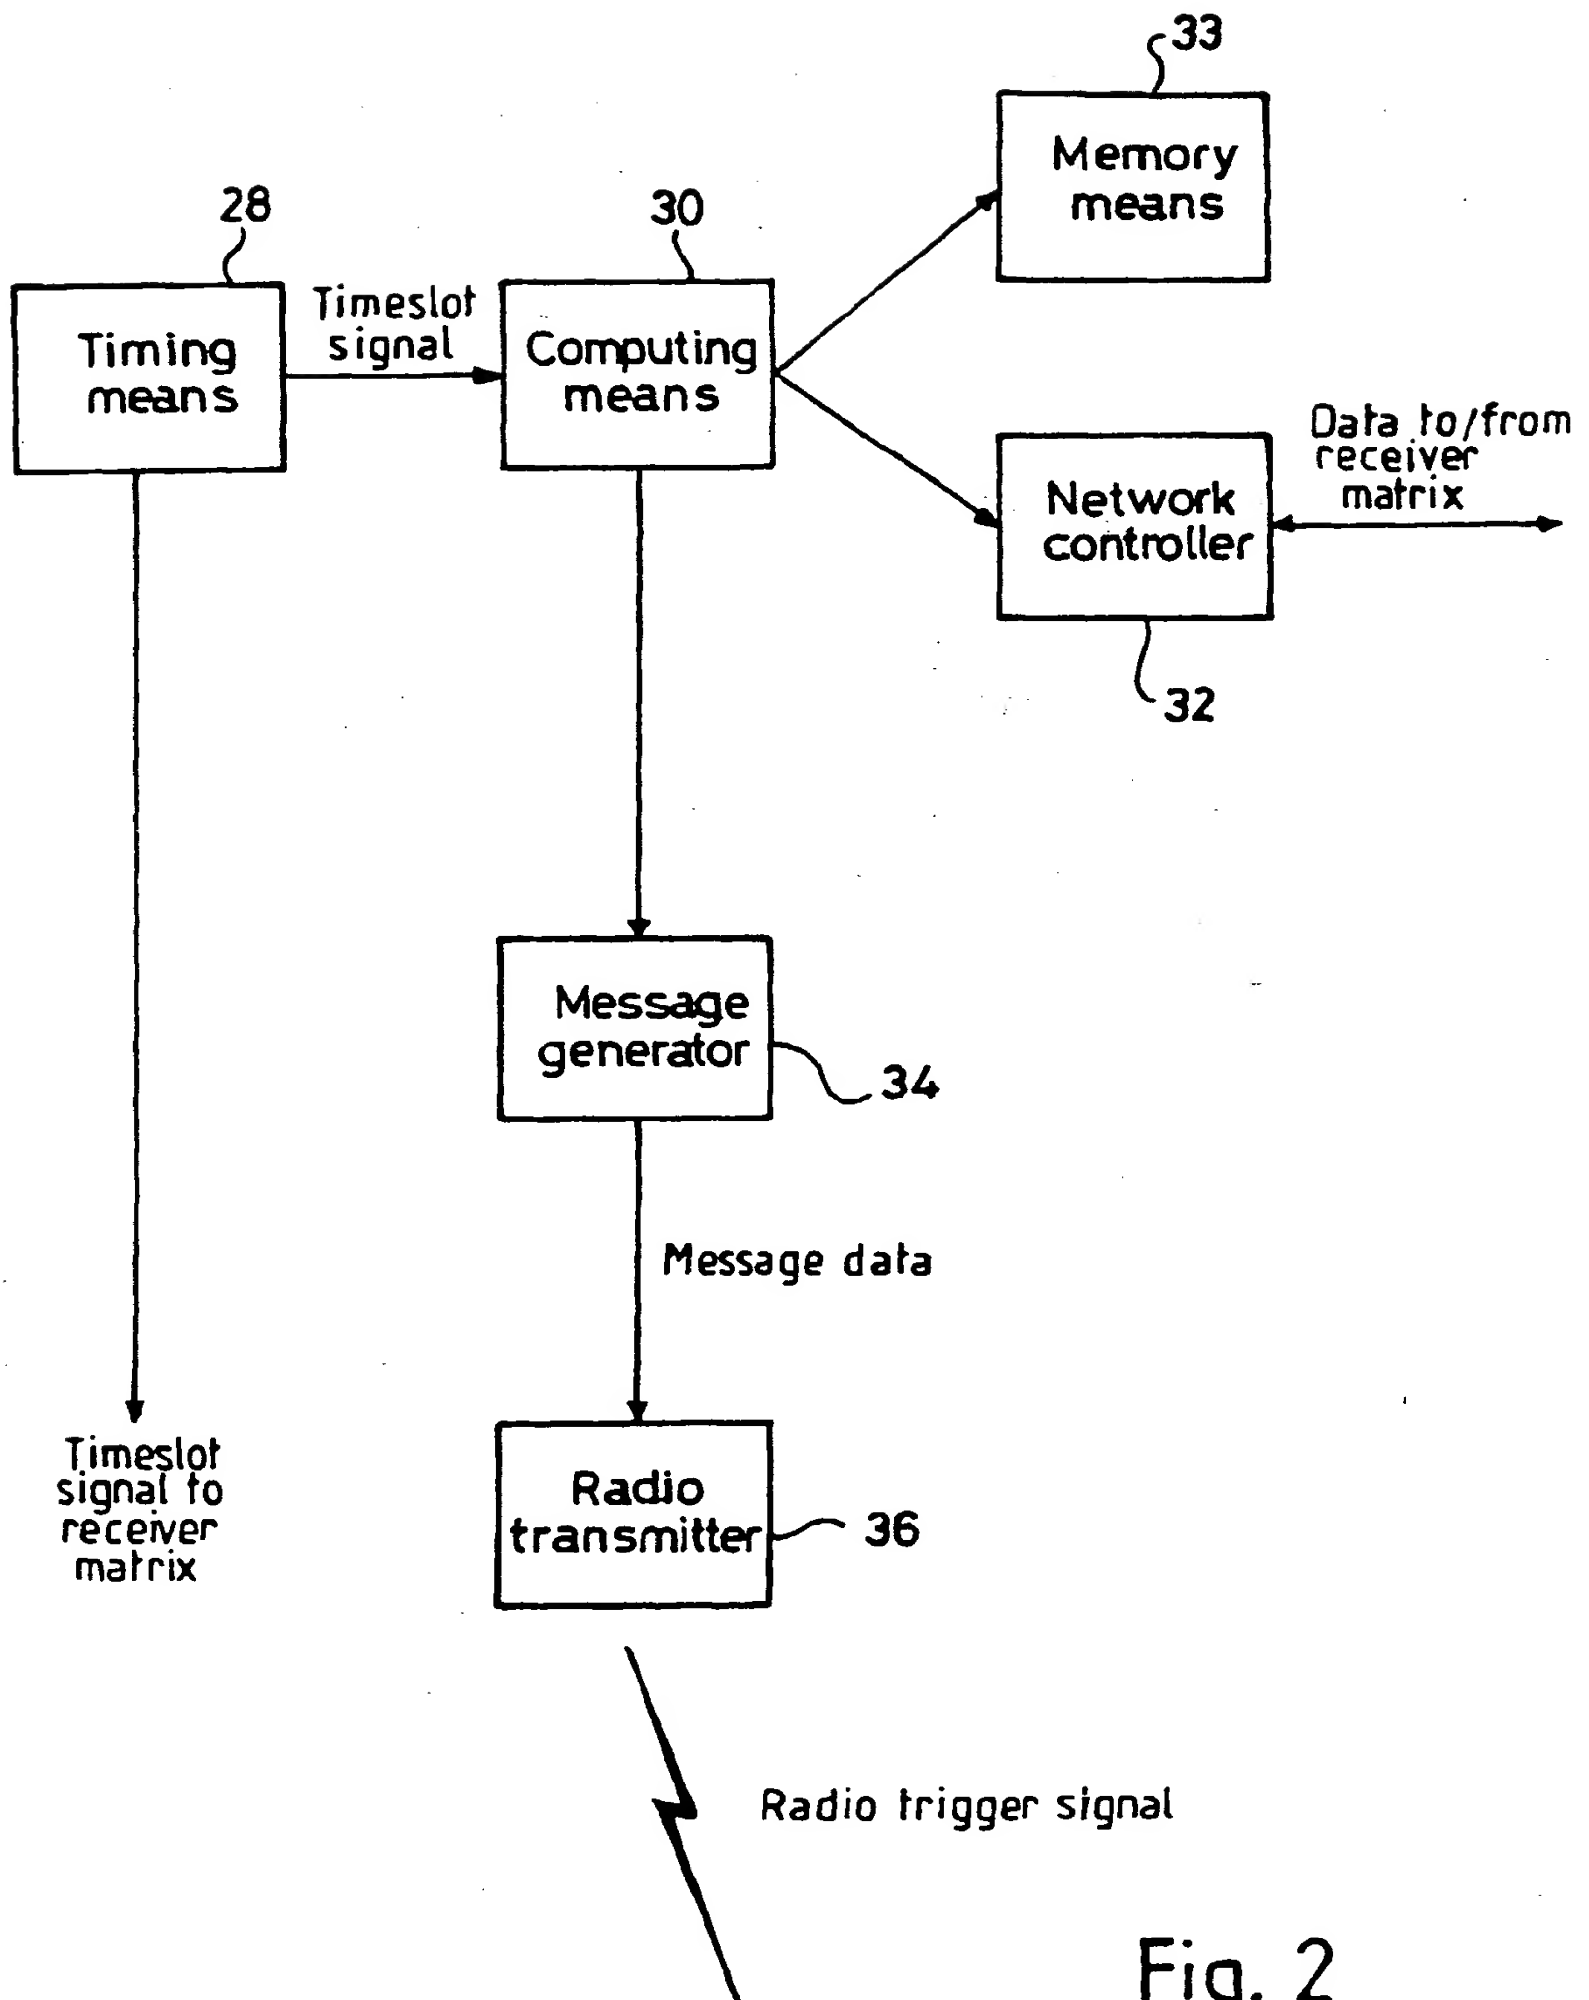 33
Memory
means
28
30
Timeslot
signal
Timing
means
Computing
means
Data to/from
receiver
matrix
Network
controller
32
Message
generator
34
Message data
Timeslot
signal to
receiver
matrix
Radio
transmitter
36
Radio trigger signal
Fig. 2